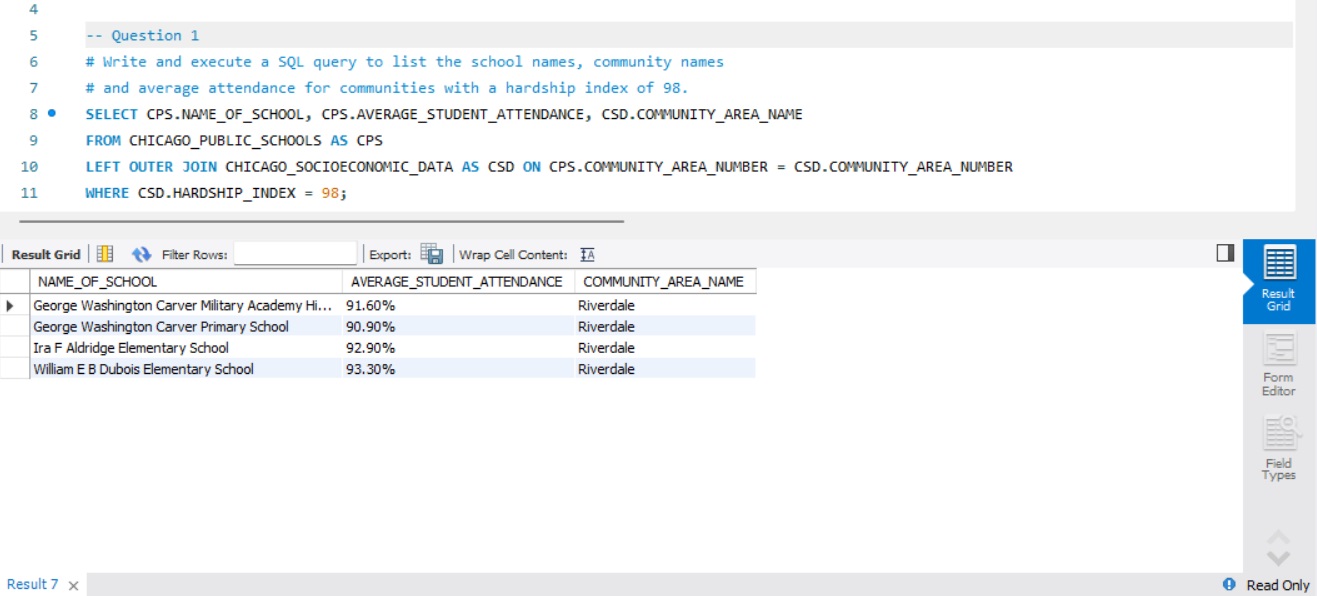 4
5 -- Question 1
6 # Write and execute a SQL query to list the school names, community names
7 # and average attendance for communities with a hardship index of 98.
8 SELECT CPS.NAME_OF_SCHOOL, CPS.AVERAGE_STUDENT_ATTENDANCE, CSD.COMMUNITY_AREA_NAME
9 FROM CHICAGO_PUBLIC_SCHOOLS AS CPS
10 LEFT OUTER JOIN CHICAGO_SOCIOECONOMIC_DATA AS CSD ON CPS.COMMUNITY_AREA_NUMBER = CSD.COMMUNITY_AREA_NUMBER
11 WHERE CSD.HARDSHIP_INDEX = 98;
Result Grid Filter Rows: Export: Wrap Cell Content: IA
NAME_OF_SCHOOL AVERAGE_STUDENT_ATTENDANCE COMMUNITY_AREA_NAME
George Washington Carver Military Academy Hi... 91.60% Riverdale
George Washington Carver Primary School 90.90% Riverdale
Ira F Aldridge Elementary School 92.90% Riverdale
William E B Dubois Elementary School 93.30% Riverdale
Result
Grid
Form
Editor
Field
Types
Result 7 Read Only